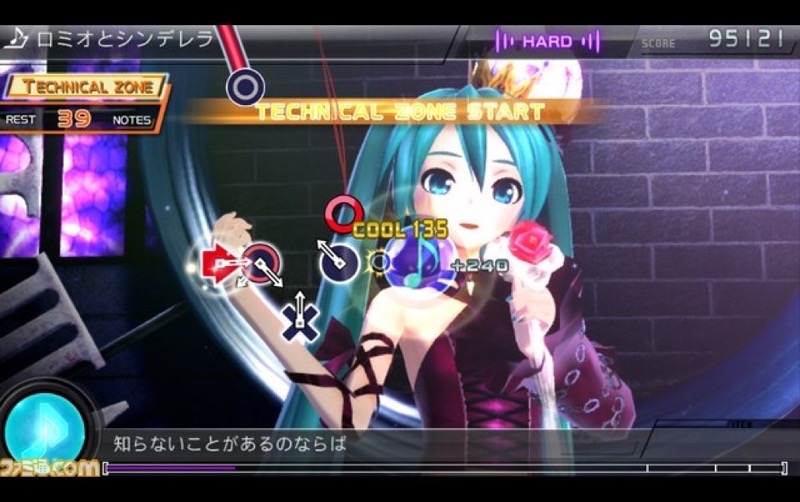 ロミオとシンデレラ
HARD
SCORE 95121
TECHNICAL ZONE
REST 39 NOTES
TECHNICAL ZONE START
COOL 135
+240
知らないことがあるのならば
ファミ通.com